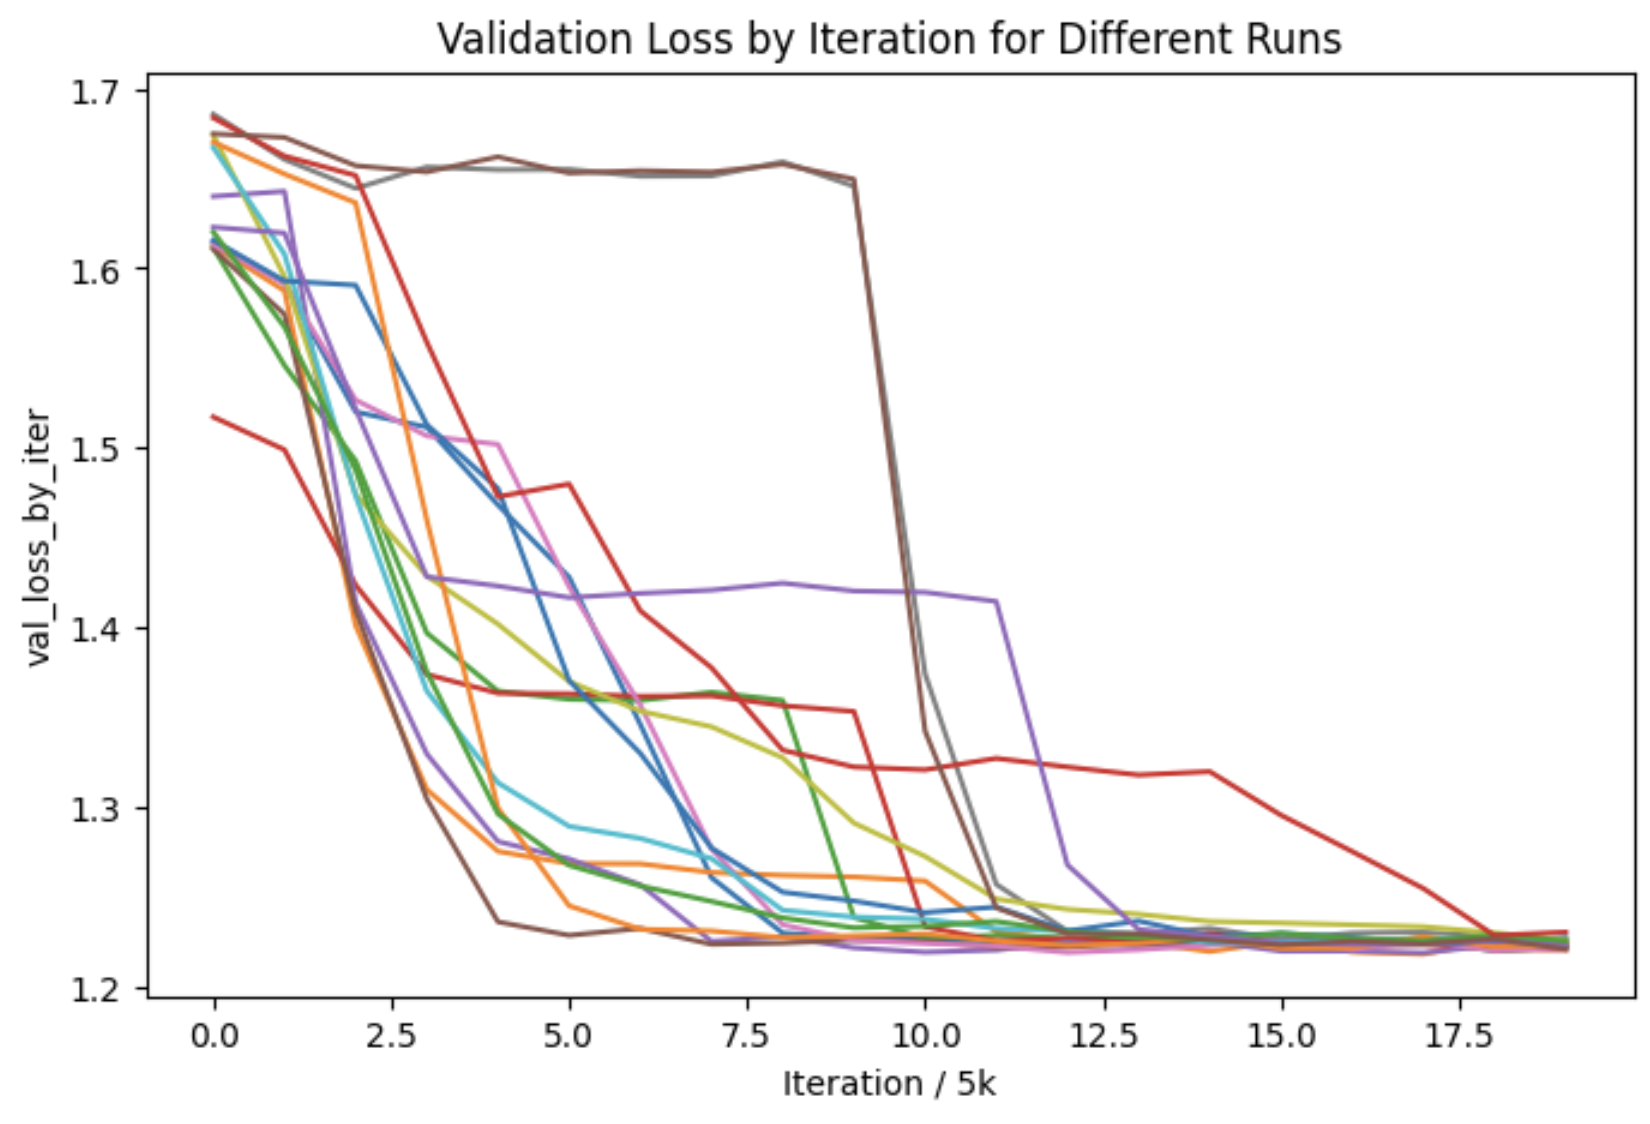 Validation Loss by Iteration for Different Runs
val_loss_by_iter
1.7
1.6
1.5
1.4
1.3
1.2
0.0 2.5 5.0 7.5 10.0 12.5 15.0 17.5
Iteration / 5k